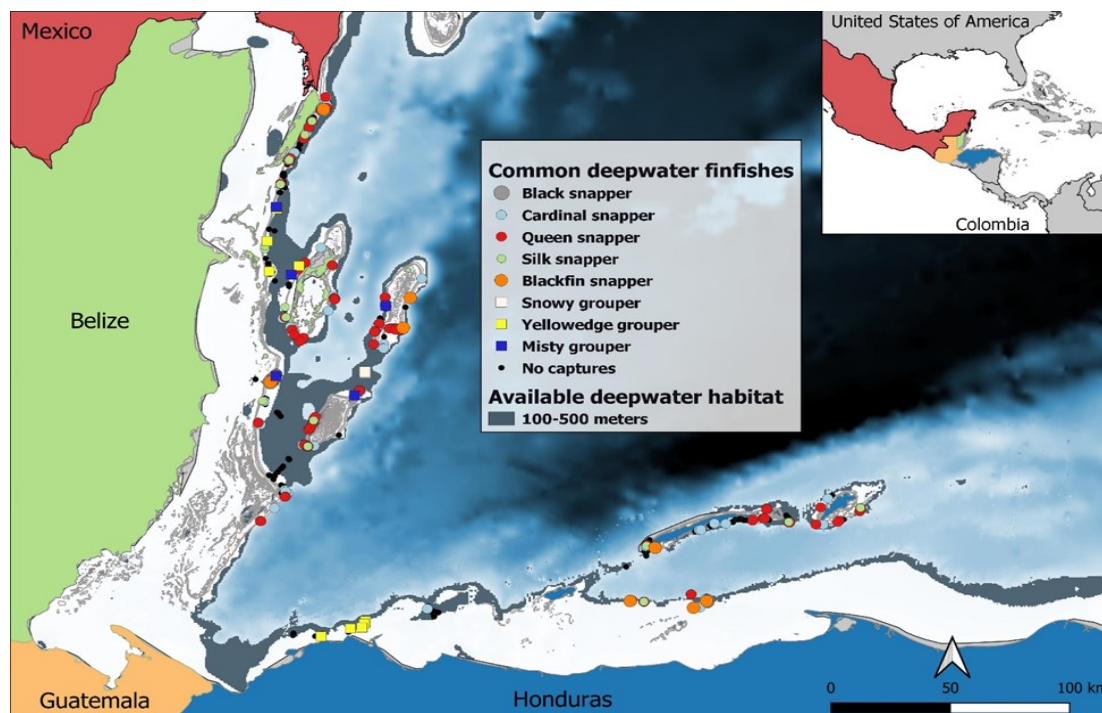 Mexico
United States of America
Colombia
Common deepwater finfishes
Black snapper
Cardinal snapper
Queen snapper
Silk snapper
Blackfin snapper
Snowy grouper
Yellowedge grouper
Misty grouper
No captures
Available deepwater habitat
100-500 meters
Belize
Guatemala
Honduras
0 50 100 km